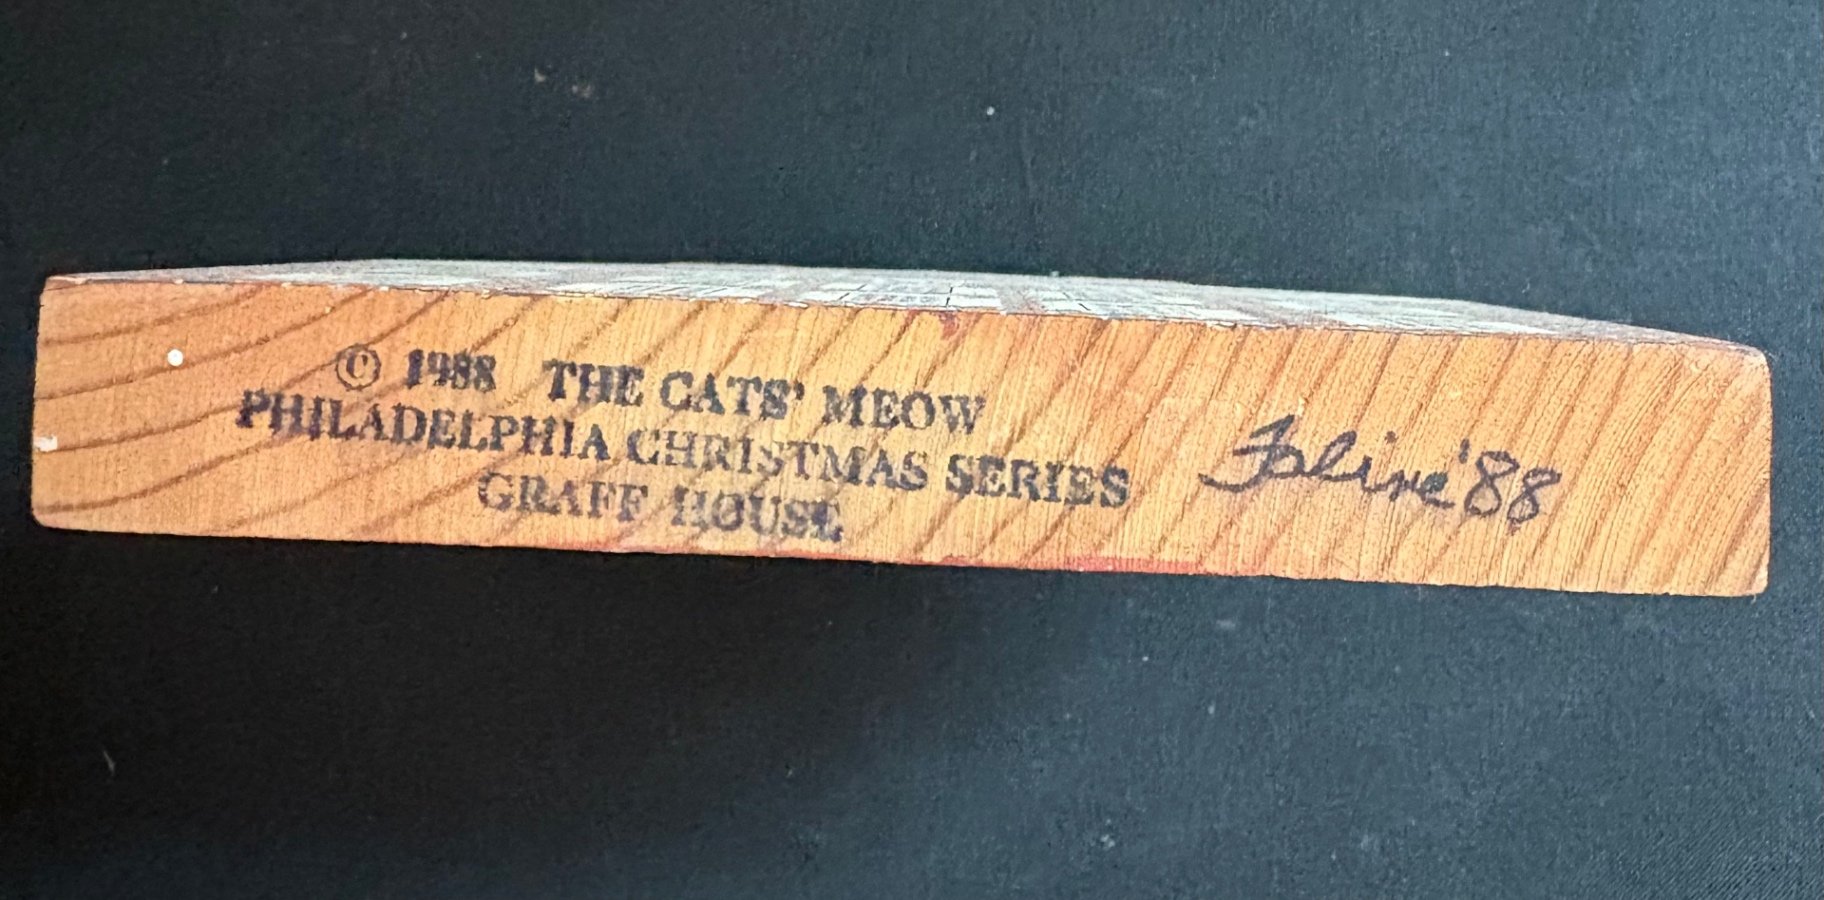 © 1988 THE CATS' MEOW
PHILADELPHIA CHRISTMAS SERIES
GRAFF HOUSE
Faline '88